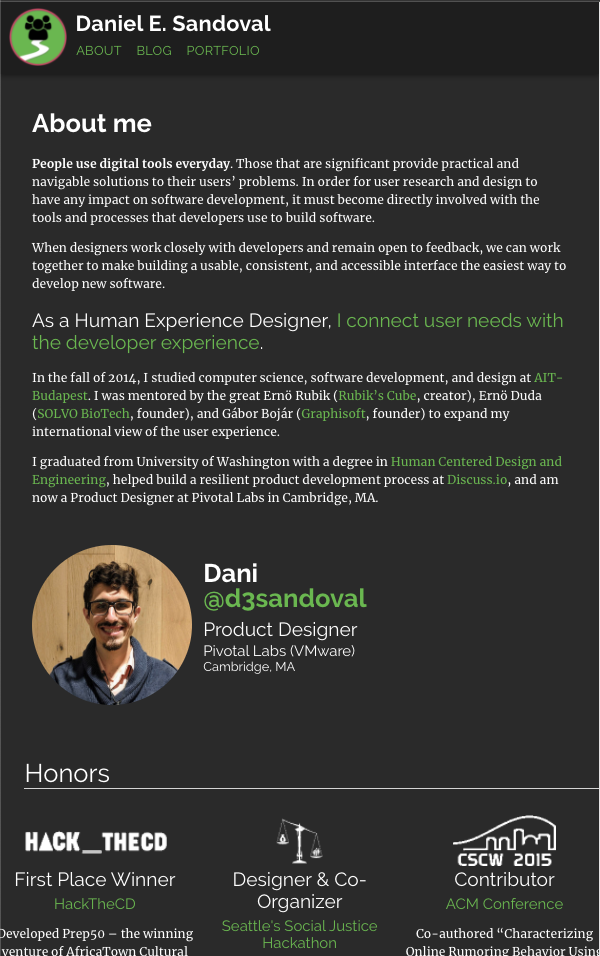 Daniel E. Sandoval
ABOUT BLOG PORTFOLIO
About me
People use digital tools everyday. Those that are significant provide practical and
navigable solutions to their users’ problems. In order for user research and design to
have any impact on software development, it must become directly involved with the
tools and processes that developers use to build software.
When designers work closely with developers and remain open to feedback, we can work
together to make building a usable, consistent, and accessible interface the easiest way to
develop new software.
As a Human Experience Designer, I connect user needs with
the developer experience.
In the fall of 2014, I studied computer science, software development, and design at AIT-
Budapest. I was mentored by the great Ernö Rubik (Rubik’s Cube, creator), Ernö Duda
(SOLVO BioTech, founder), and Gábor Bojár (Graphisoft, founder) to expand my
international view of the user experience.
I graduated from University of Washington with a degree in Human Centered Design and
Engineering, helped build a resilient product development process at Discuss.io, and am
now a Product Designer at Pivotal Labs in Cambridge, MA.
Dani
@d3sandoval
Product Designer
Pivotal Labs (VMware)
Cambridge, MA
Honors
HACK__THECD
First Place Winner
HackTheCD
Developed Prep50 – the winning
venture of AfricaTown Cultural
Designer & Co-
Organizer
Seattle's Social Justice
Hackathon
CSCW 2015
Contributor
ACM Conference
Co-authored “Characterizing
Online Rumoring Behavior Using